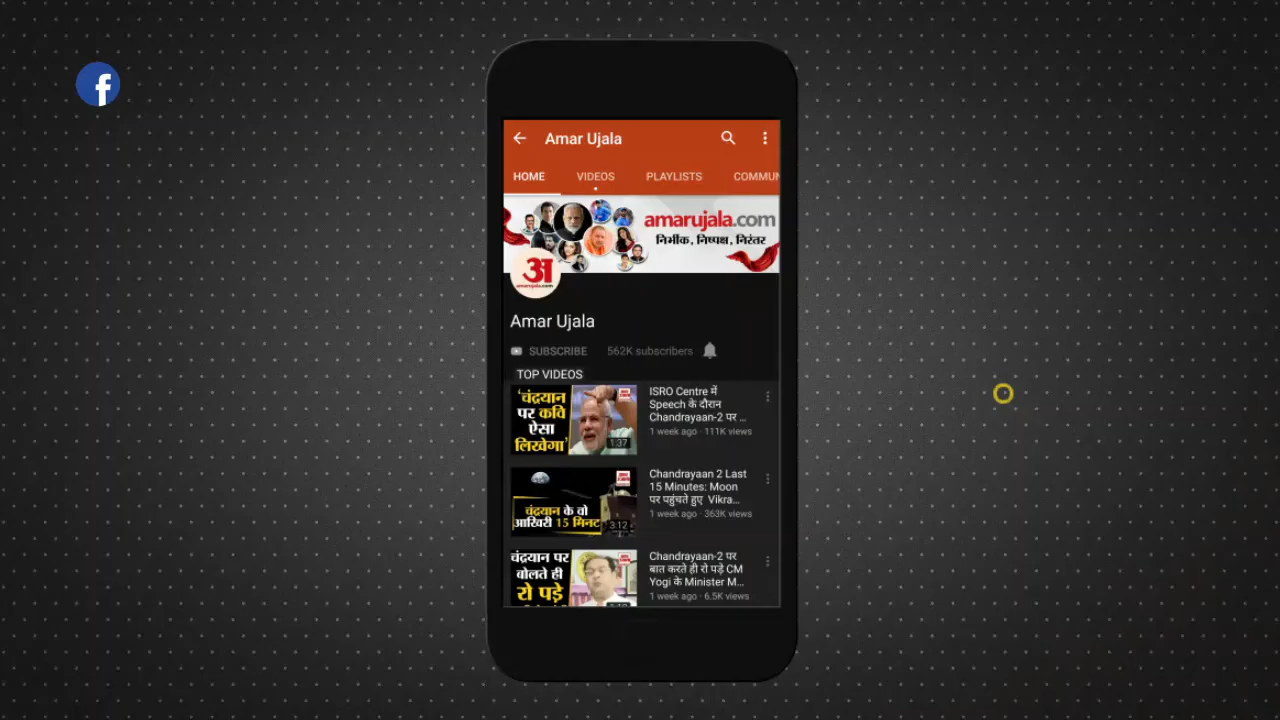 f
Amar Ujala
HOME VIDEOS PLAYLISTS COMMUN
amarujala.com
निर्भीक, निष्पक्ष, निरंतर
अ
amarujala.com
Amar Ujala
SUBSCRIBE 562K subscribers
TOP VIDEOS
'चंद्रयान
पर कवि
ऐसा
लिखेगा'
1:37
ISRO Centre में
Speech के दौरान
Chandrayaan-2 पर ...
1 week ago · 111K views
चंद्रयान के वो
आखिरी 15 मिनट
3:12
Chandrayaan 2 Last
15 Minutes: Moon
पर पहुंचते हुए Vikra...
1 week ago · 363K views
चंद्रयान पर
बोलते ही
रो पड़े
Chandrayaan-2 पर
बात करते ही रो पड़े CM
Yogi के Minister M...
1 week ago · 6.5K views